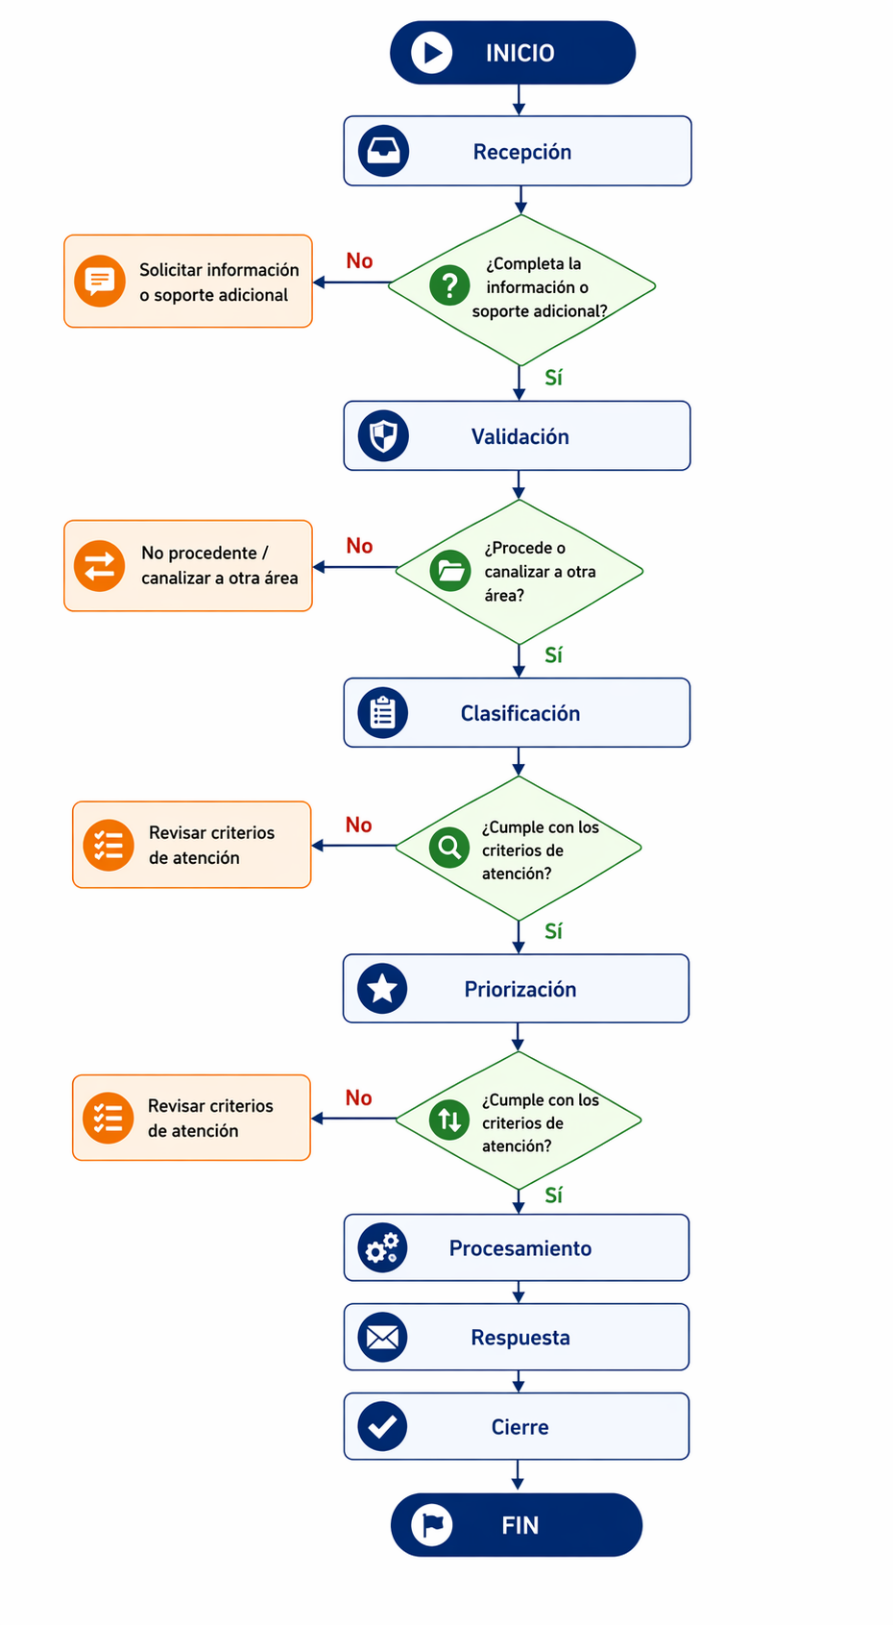 INICIO
Recepción
¿Completa la
información o
soporte adicional?
No
Solicitar información
o soporte adicional
Sí
Validación
¿Procede o
canalizar a otra
área?
No
No procedente /
canalizar a otra área
Sí
Clasificación
¿Cumple con los
criterios de
atención?
No
Revisar criterios
de atención
Sí
Priorización
¿Cumple con los
criterios de
atención?
No
Revisar criterios
de atención
Sí
Procesamiento
Respuesta
Cierre
FIN